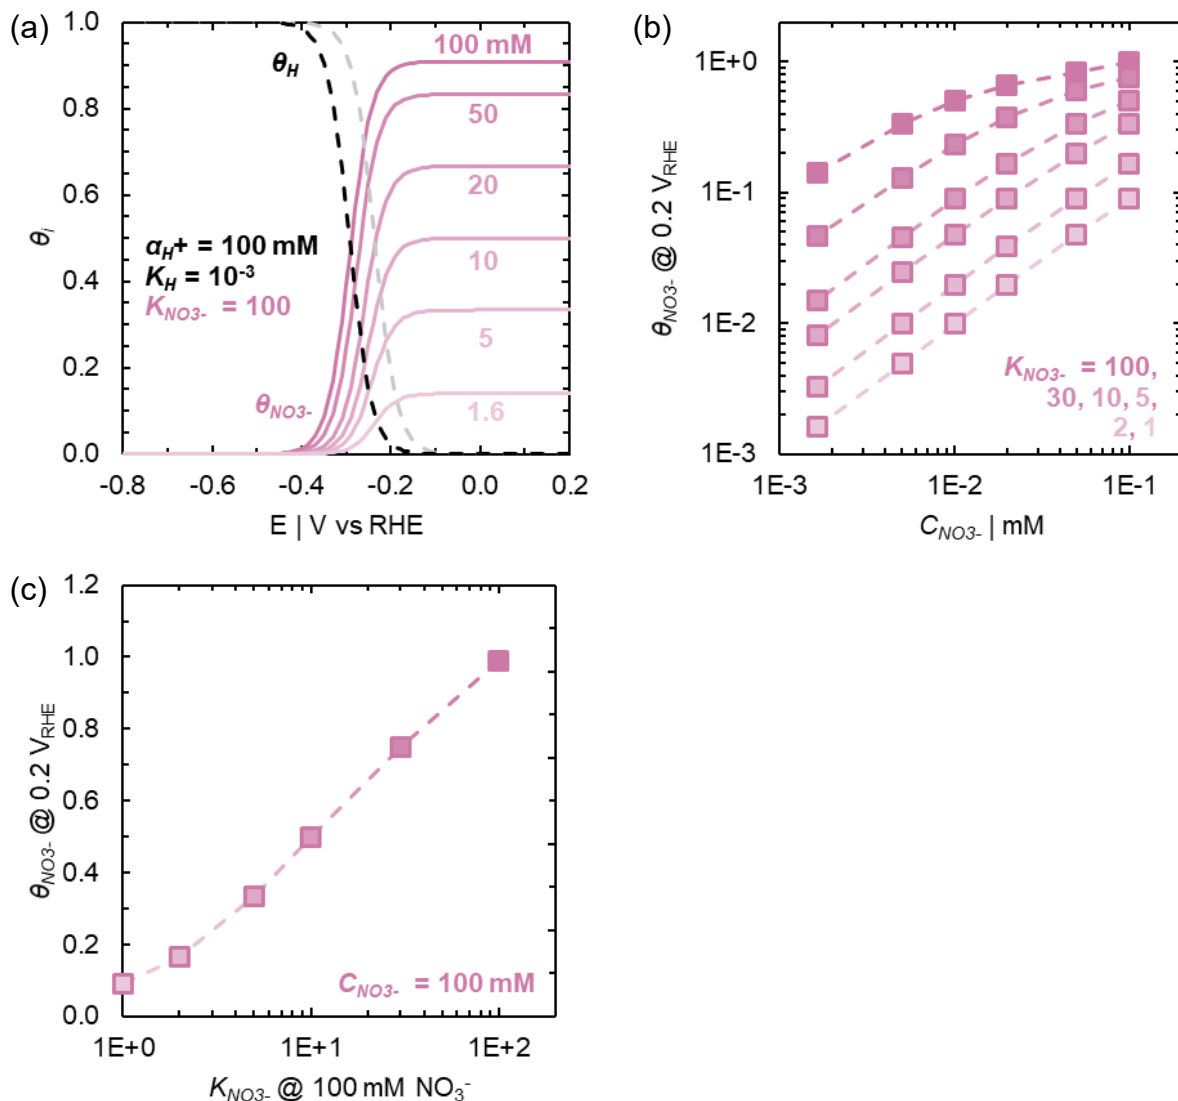 (a)
1.0
0.8
0.6
0.4
0.2
0.0
θi
θH
100 mM
50
20
10
5
1.6
αH+ = 100 mM
KH = 10-3
KNO3- = 100
θNO3-
-0.8
-0.6
-0.4
-0.2
0.0
0.2
E | V vs RHE
(b)
1E+0
1E-1
1E-2
1E-3
θNO3- @ 0.2 VRHE
KNO3- = 100,
30, 10, 5,
2, 1
1E-3
1E-2
1E-1
CNO3- | mM
(c)
1.2
1.0
0.8
0.6
0.4
0.2
0.0
θNO3- @ 0.2 VRHE
CNO3- = 100 mM
1E+0
1E+1
1E+2
KNO3- @ 100 mM NO3-